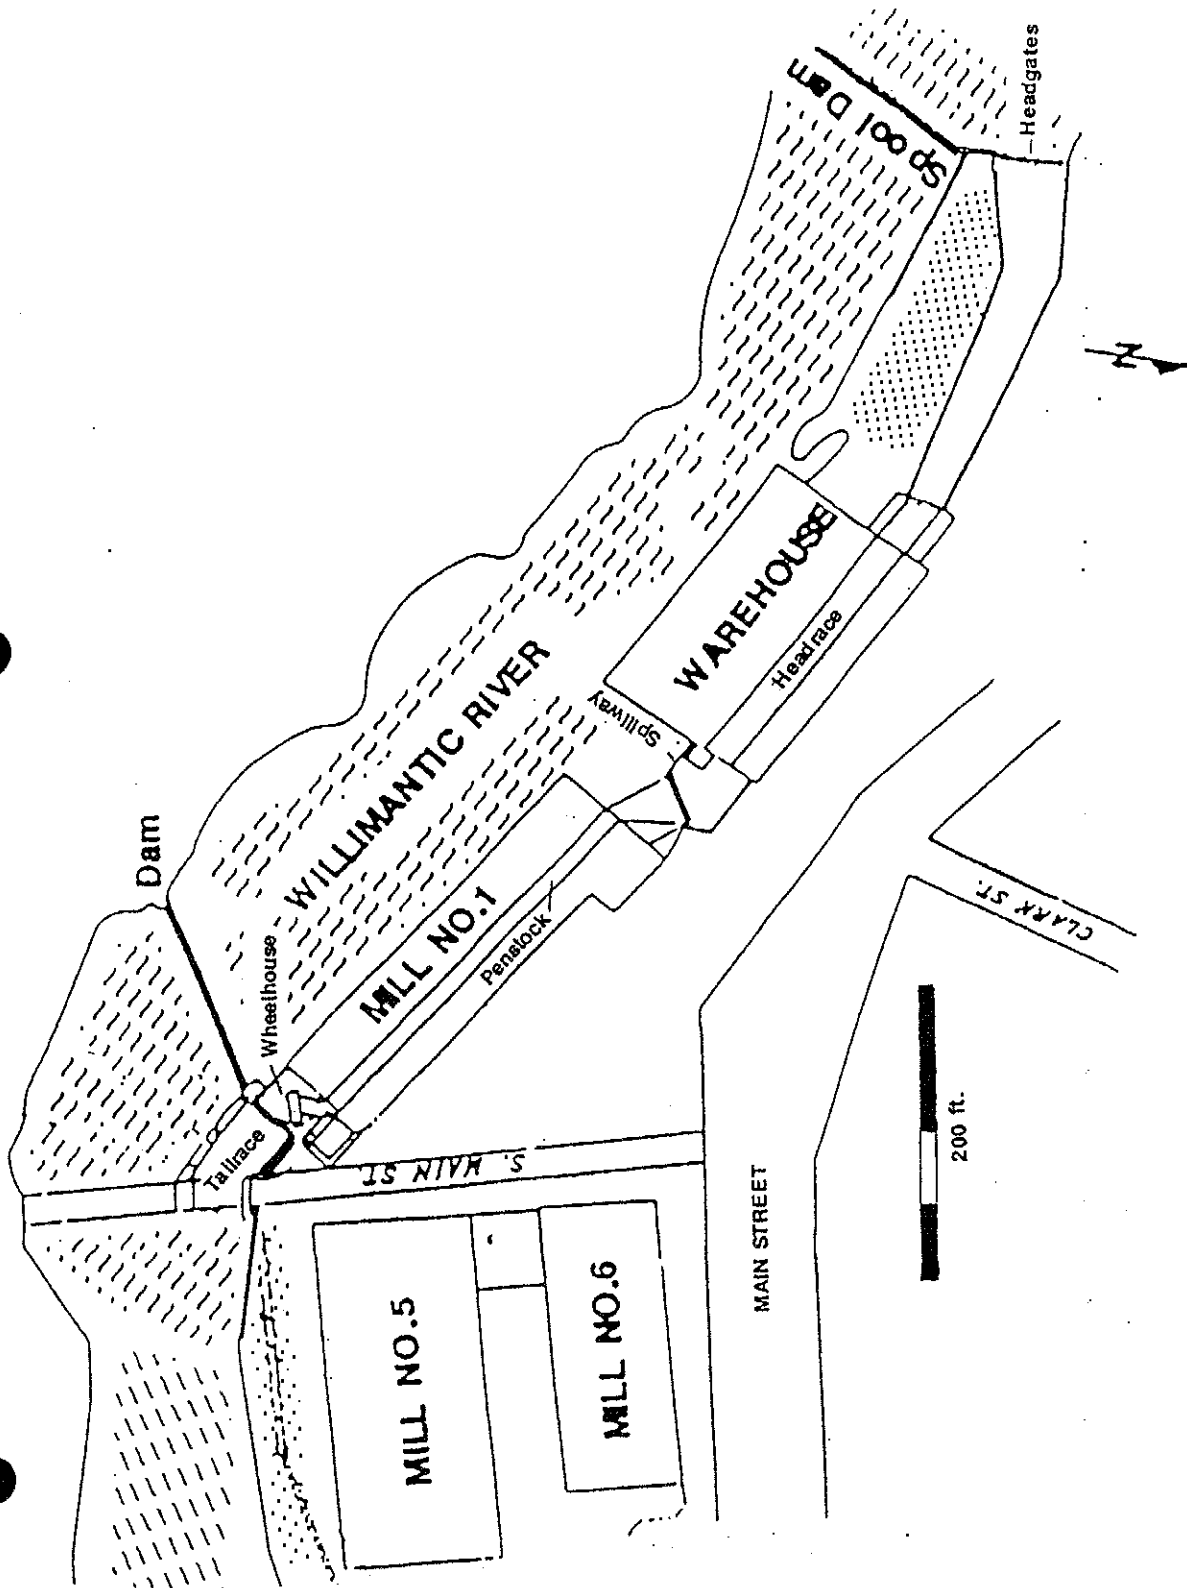 Spool Dam
Headgates
N
Dam
WILLIMANTIC RIVER
WAREHOUSE
Headrace
Spillway
Wheelhouse
MILL NO.1
Penstock
CLARK ST.
Tailrace
S. MAIN ST.
200 ft.
MAIN STREET
MILL NO.5
MILL NO.6